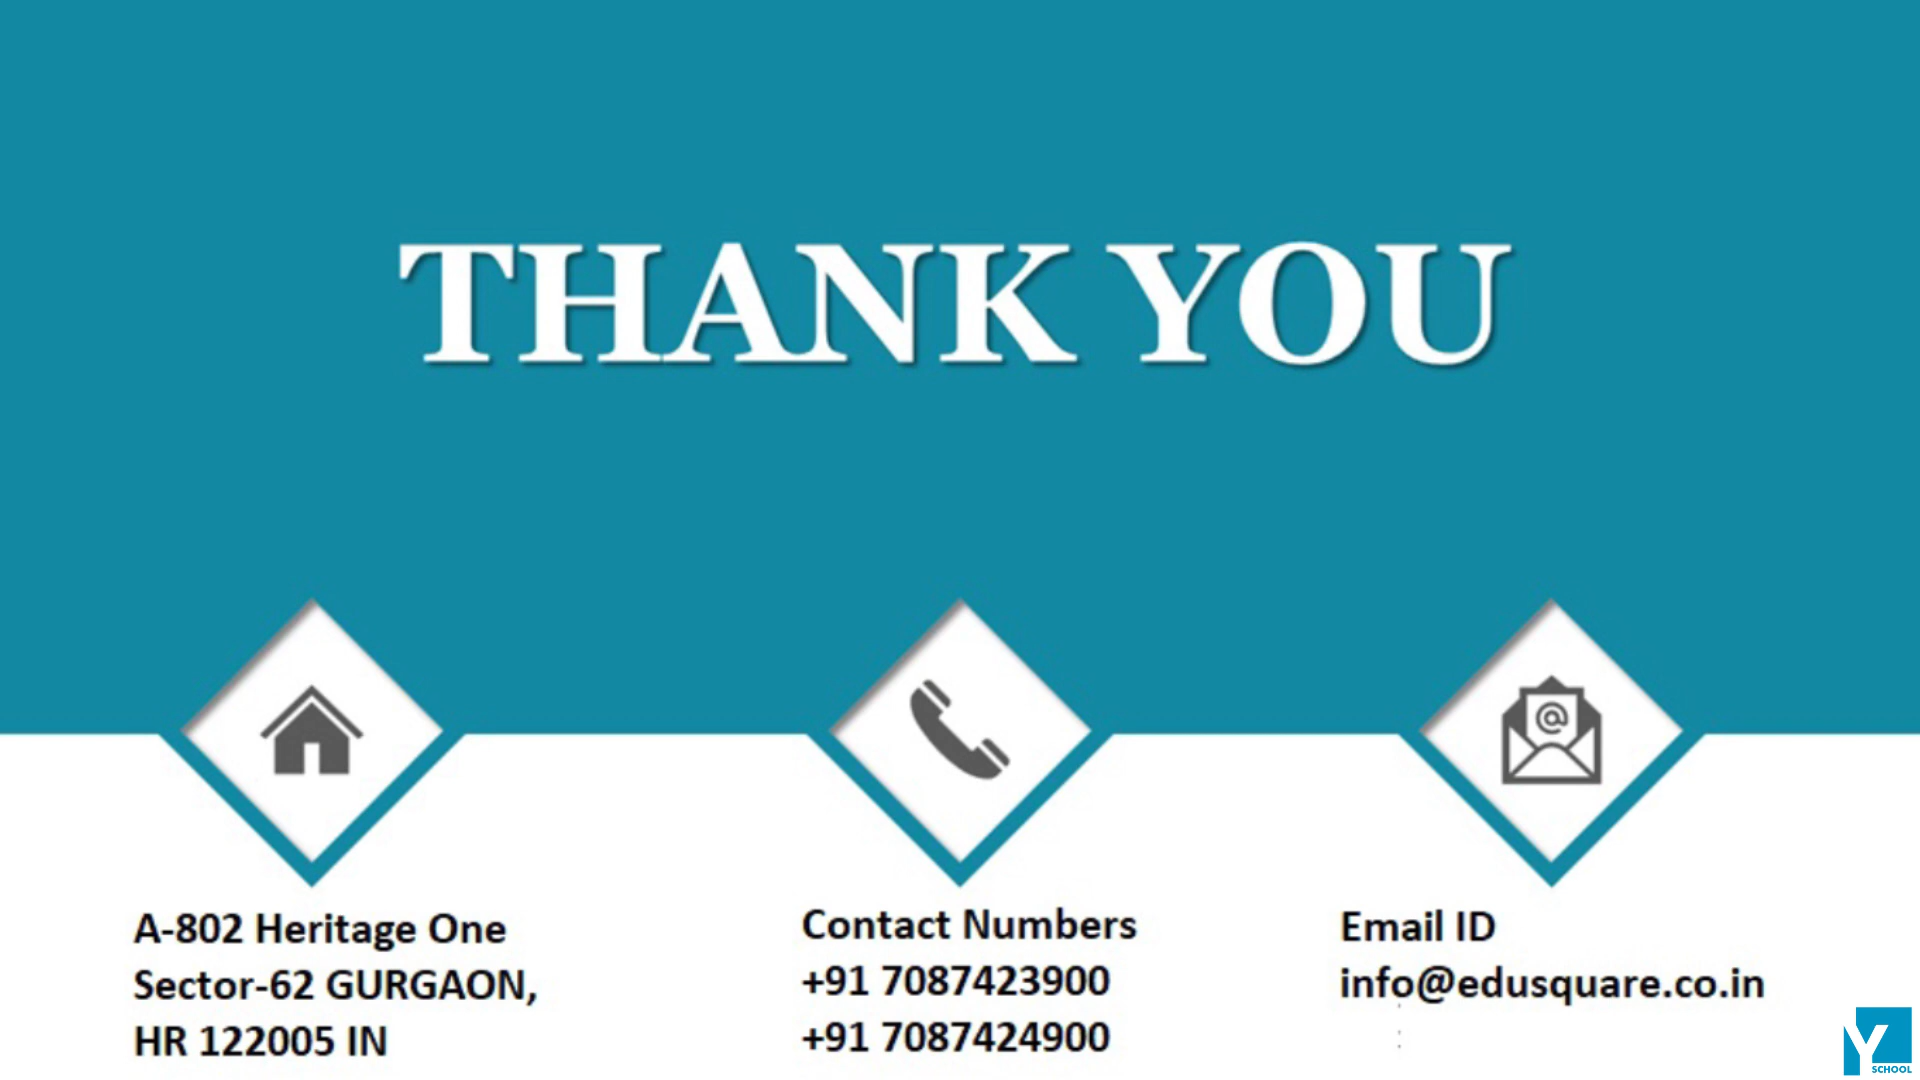 THANK YOU
A-802 Heritage One
Sector-62 GURGAON,
HR 122005 IN
Contact Numbers
+91 7087423900
+91 7087424900
Email ID
info@edusquare.co.in
Y
SCHOOL